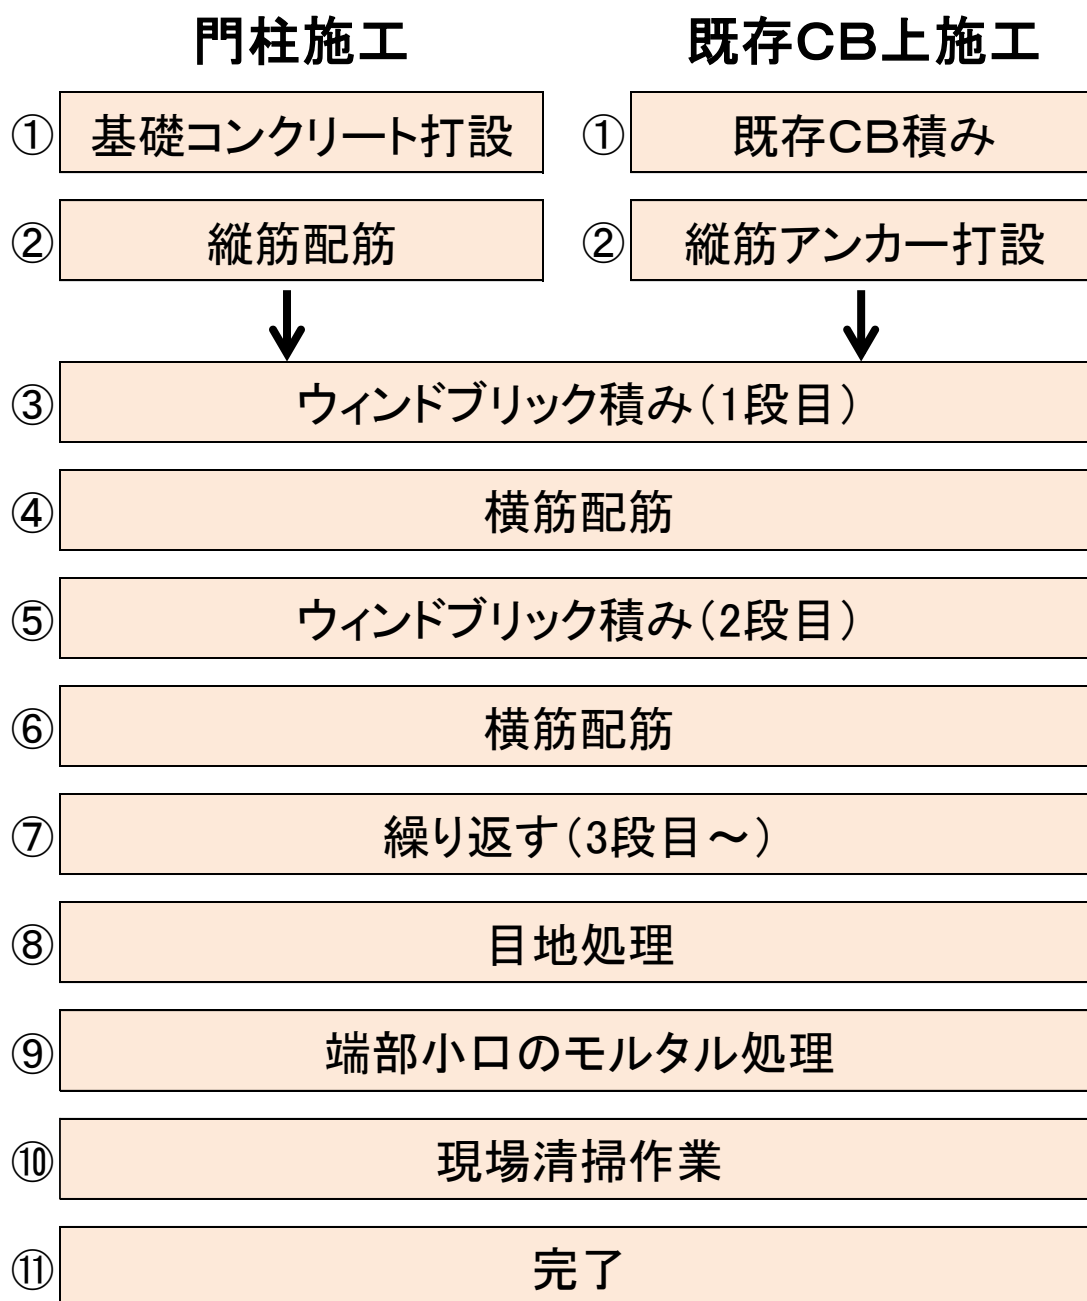 門柱施工 既存CB上施工
① 基礎コンクリート打設 ① 既存CB積み
② 縦筋配筋 ② 縦筋アンカー打設
③ ウィンドブリック積み(1段目)
④ 横筋配筋
⑤ ウィンドブリック積み(2段目)
⑥ 横筋配筋
⑦ 繰り返す(3段目～)
⑧ 目地処理
⑨ 端部小口のモルタル処理
⑩ 現場清掃作業
⑪ 完了